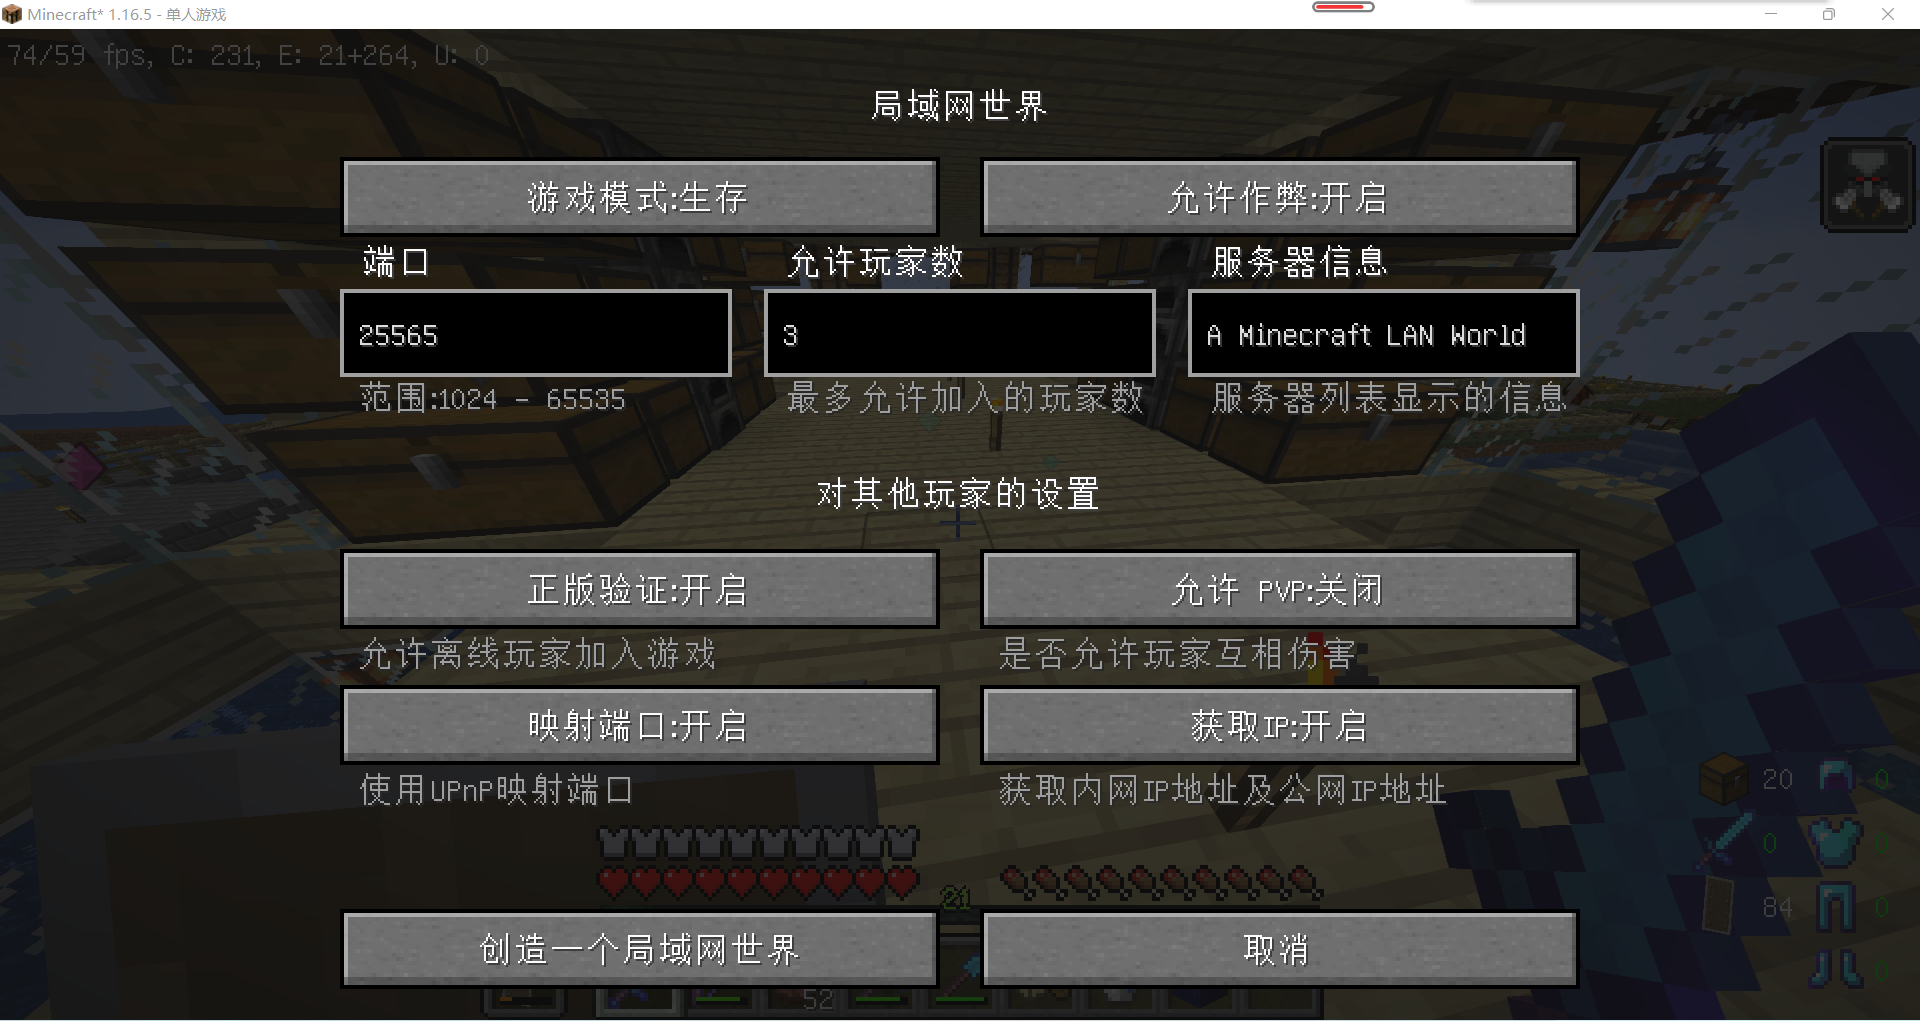 Minecraft* 1.16.5 - 单人游戏
74/59 fps, C: 231, E: 21+264, U: 0
局域网世界
游戏模式:生存
允许作弊:开启
端口
允许玩家数
服务器信息
25565
3
A Minecraft LAN World
范围:1024 - 65535
最多允许加入的玩家数
服务器列表显示的信息
对其他玩家的设置
正版验证:开启
允许 PVP:关闭
允许离线玩家加入游戏
是否允许玩家互相伤害
映射端口:开启
获取IP:开启
使用UPnP映射端口
获取内网IP地址及公网IP地址
20
0
0
0
21
84
0
创造一个局域网世界
取消
0
52